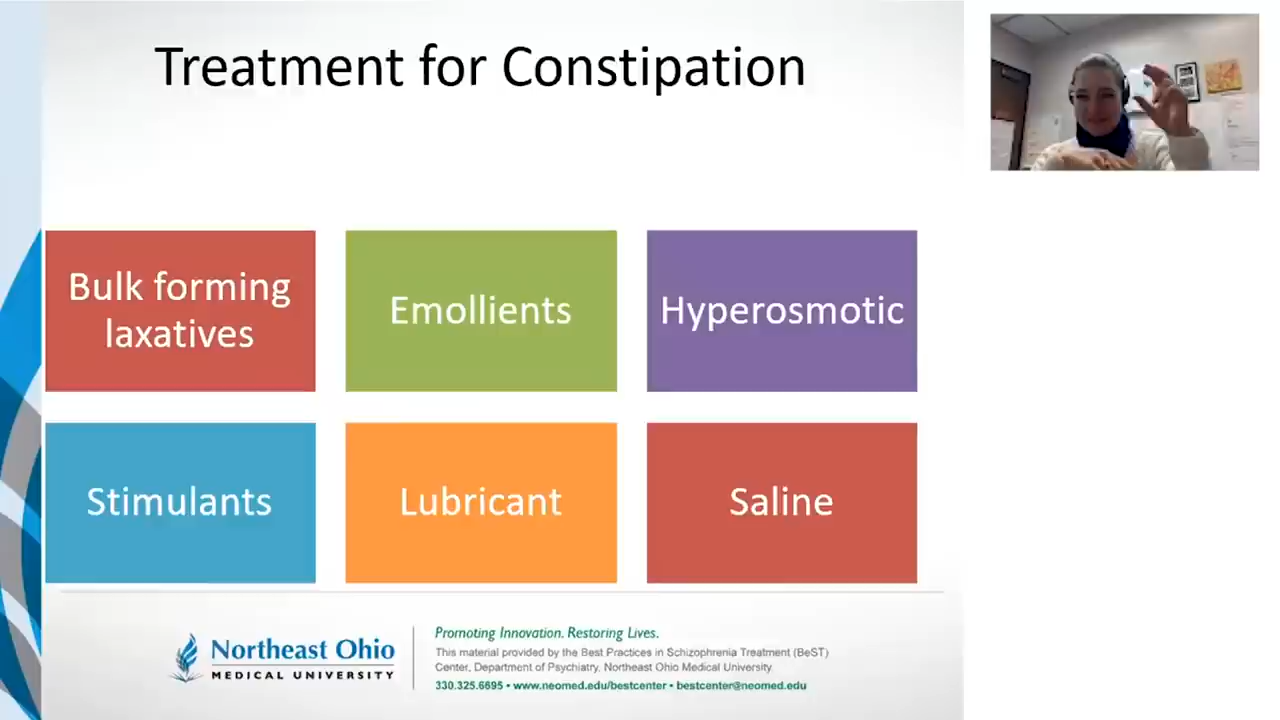 Treatment for Constipation
Bulk forming
laxatives
Emollients
Hyperosmotic
Stimulants
Lubricant
Saline
Northeast Ohio
MEDICAL UNIVERSITY
Promoting Innovation. Restoring Lives.
This material provided by the Best Practices in Schizophrenia Treatment (BeST)
Center, Department of Psychiatry, Northeast Ohio Medical University.
330.325.6695 • www.neomed.edu/bestcenter • bestcenter@neomed.edu